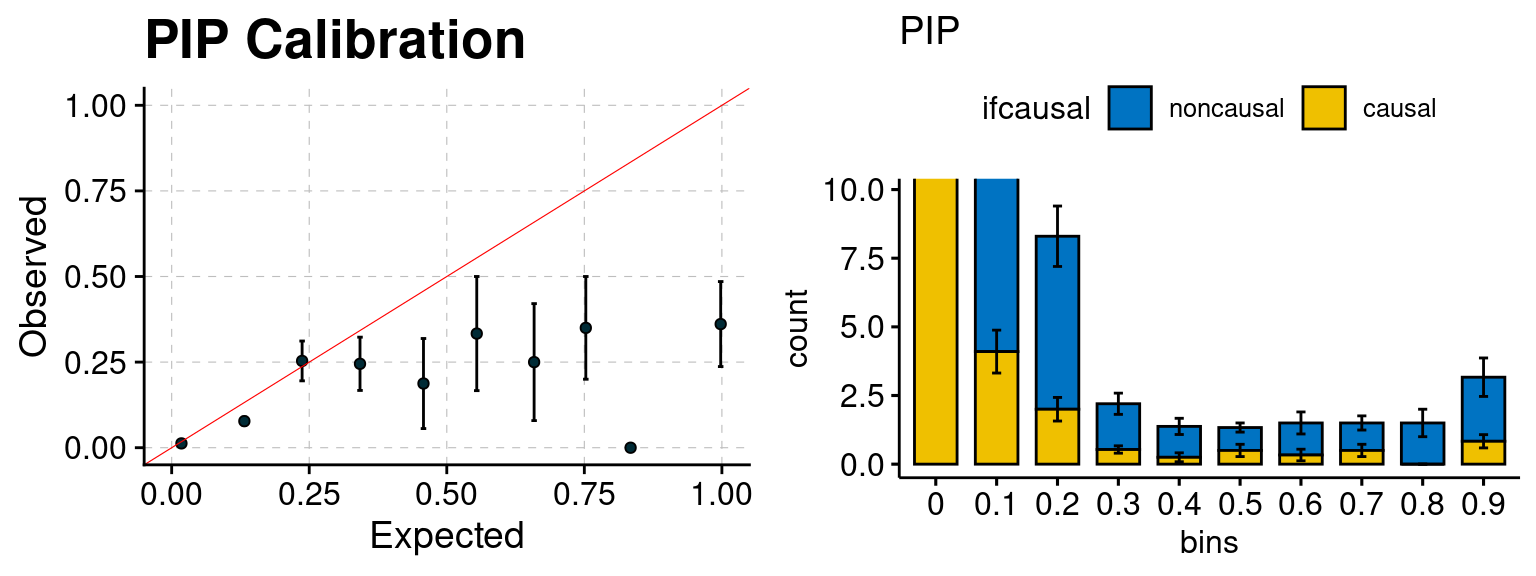 PIP Calibration
1.00
0.75
0.50
0.25
0.00
Observed
0.00 0.25 0.50 0.75 1.00
Expected
PIP
ifcausal noncausal causal
10.0
7.5
5.0
2.5
0.0
count
0 0.1 0.2 0.3 0.4 0.5 0.6 0.7 0.8 0.9
bins